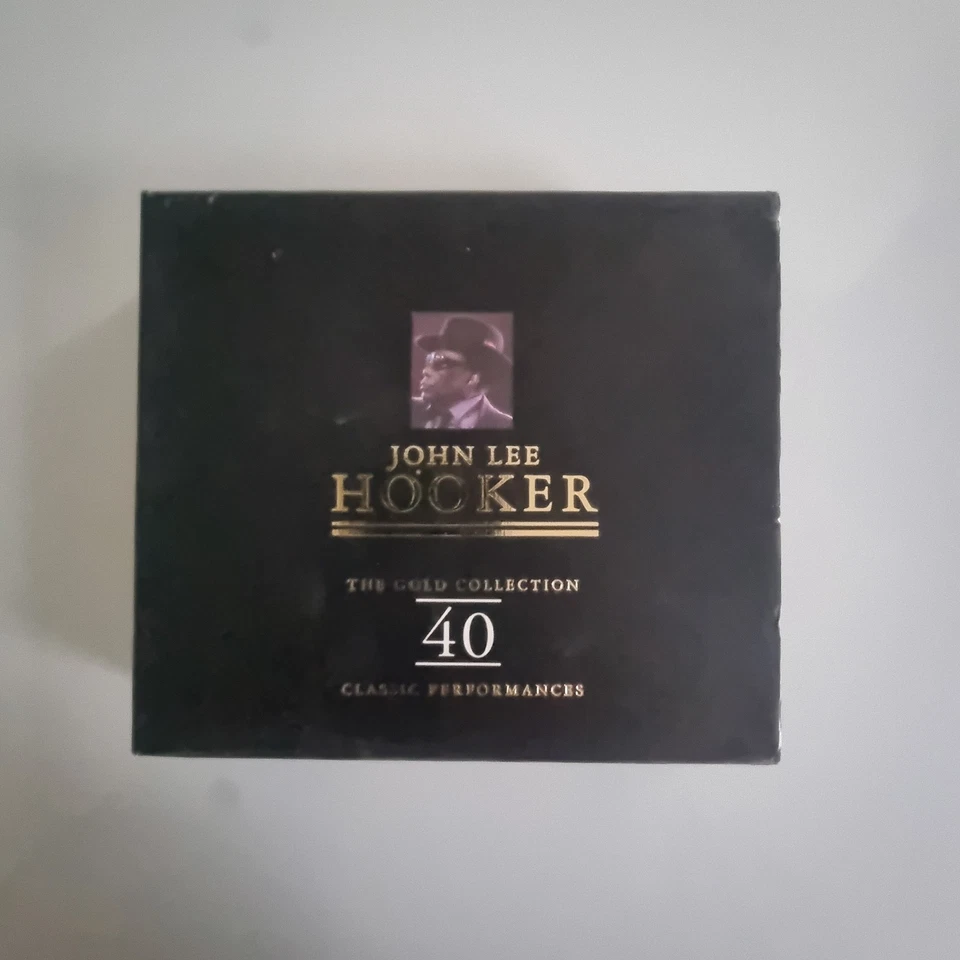 JOHN LEE
HOOKER
THE GOLD COLLECTION
40
CLASSIC PERFORMANCES